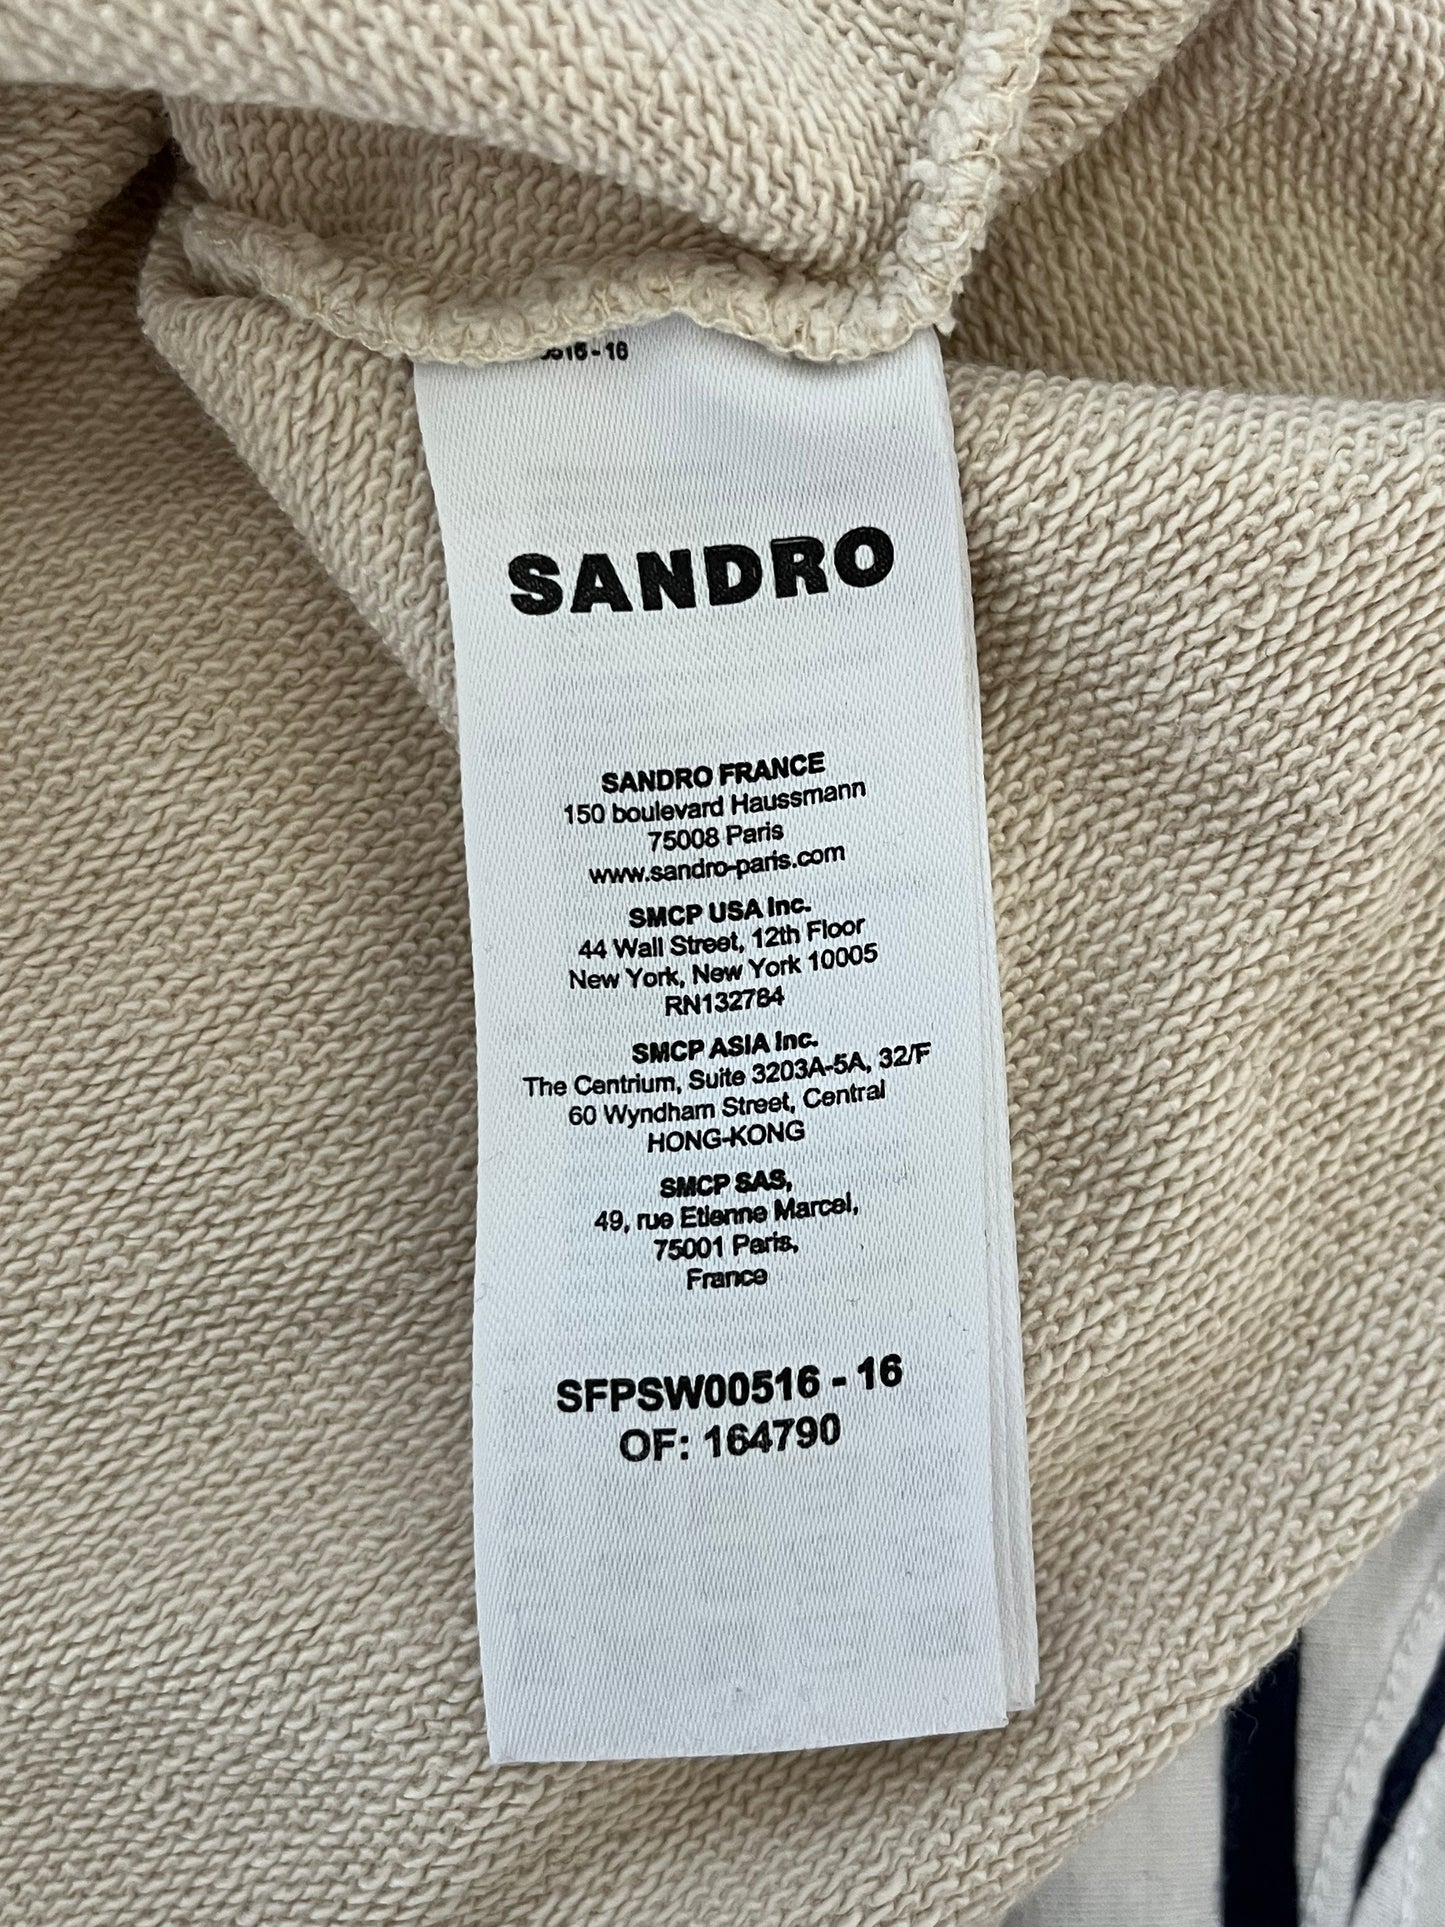 SANDRO
SANDRO FRANCE
150 boulevard Haussmann
75008 Paris
www.sandro-paris.com
SMCP USA Inc.
44 Wall Street, 12th Floor
New York, New York 10005
RN132784
SMCP ASIA Inc.
The Centrium, Suite 3203A-5A, 32/F
60 Wyndham Street, Central
HONG-KONG
SMCP SAS,
49, rue Etienne Marcel,
75001 Paris,
France
SFPSW00516 - 16
OF: 164790